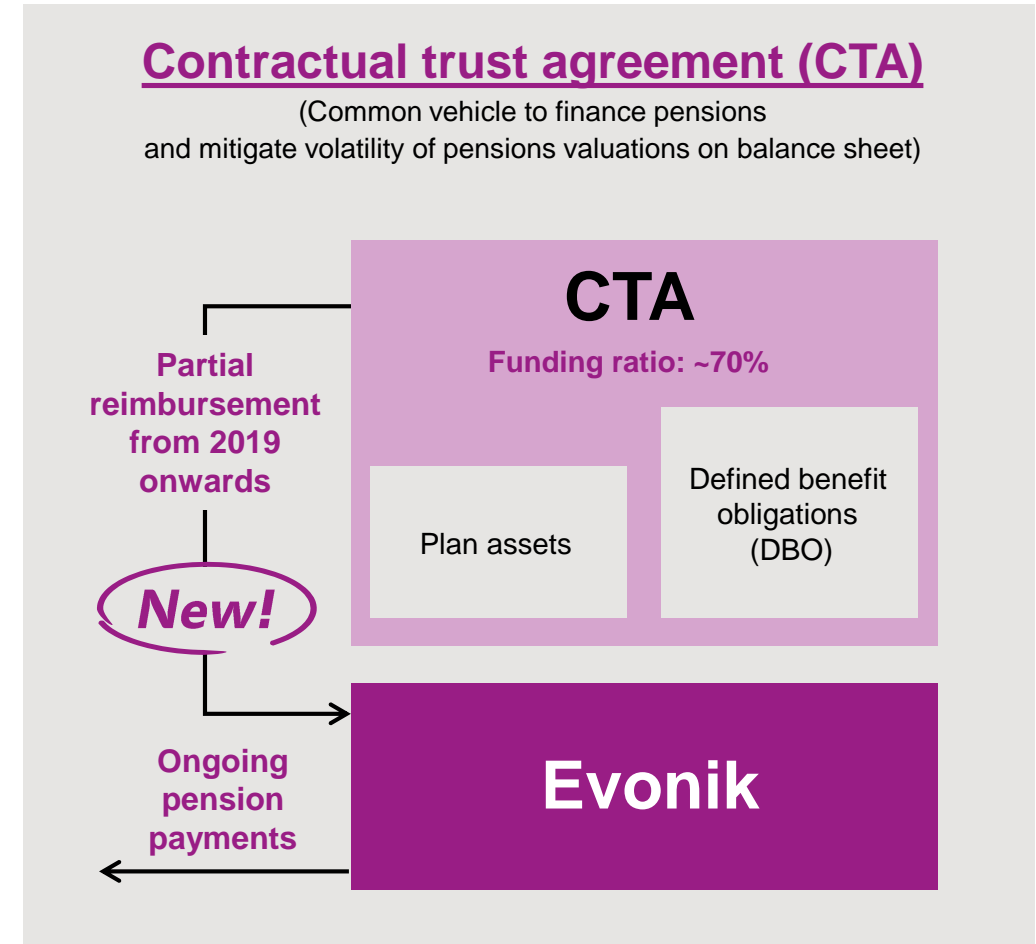 Contractual trust agreement (CTA)
(Common vehicle to finance pensions
and mitigate volatility of pensions valuations on balance sheet)
CTA
Funding ratio: ~70%
Partial
reimbursement
from 2019
onwards
Plan assets
Defined benefit
obligations
(DBO)
New!
Ongoing
pension
payments
Evonik